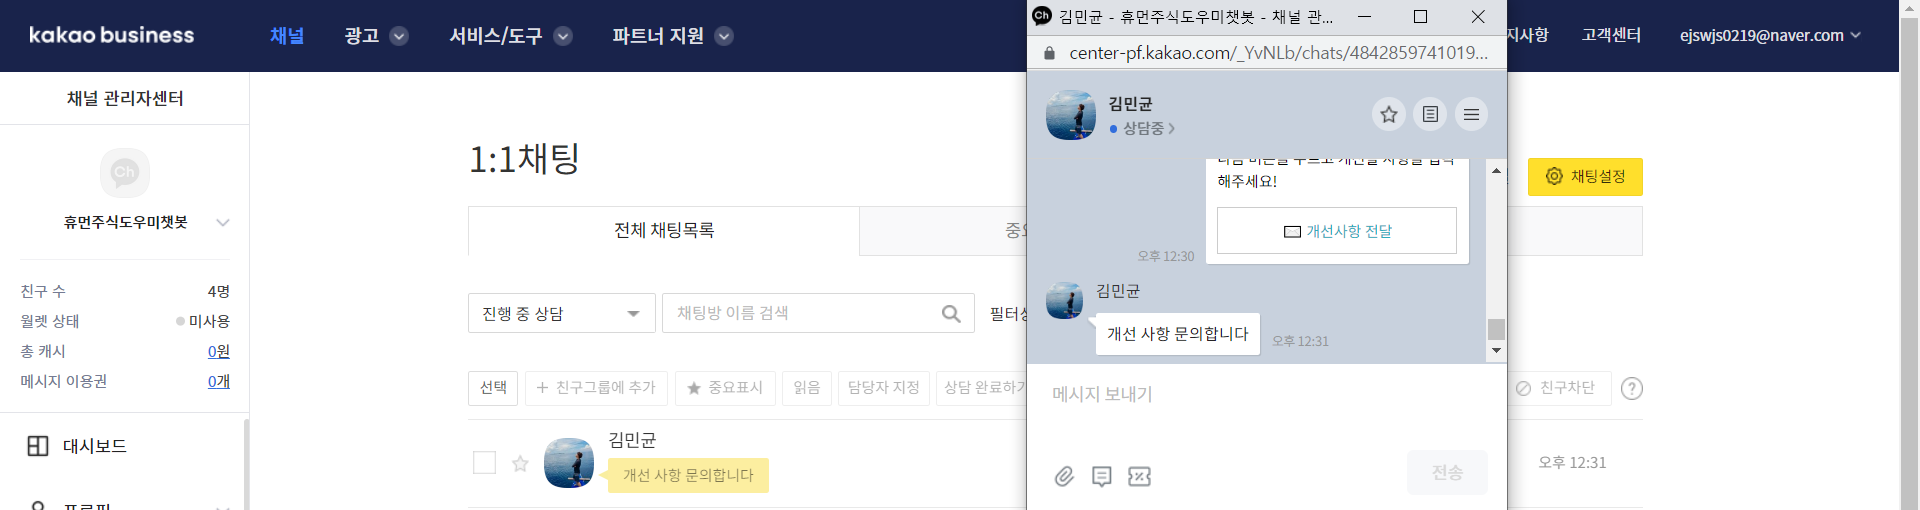 kakao business
채널
광고
서비스/도구
파트너 지원
고객센터
ejswjs0219@naver.com
채널 관리자센터
Ch
휴먼주식도우미챗봇
친구 수
4명
월렛 상태
미사용
총 캐시
0원
메시지 이용권
0개
대시보드
1:1채팅
채팅설정
전체 채팅목록
진행 중 상담
채팅방 이름 검색
선택
친구그룹에 추가
중요표시
읽음
담당자 지정
상담 완료하기
친구차단
?
김민균
개선 사항 문의합니다
오후 12:31
Ch 김민균 - 휴먼주식도우미챗봇 - 채널 관...
center-pf.kakao.com/_YvNLb/chats/4842859741019...
김민균
상담중
해주세요!
개선사항 전달
오후 12:30
김민균
개선 사항 문의합니다
오후 12:31
메시지 보내기
전송